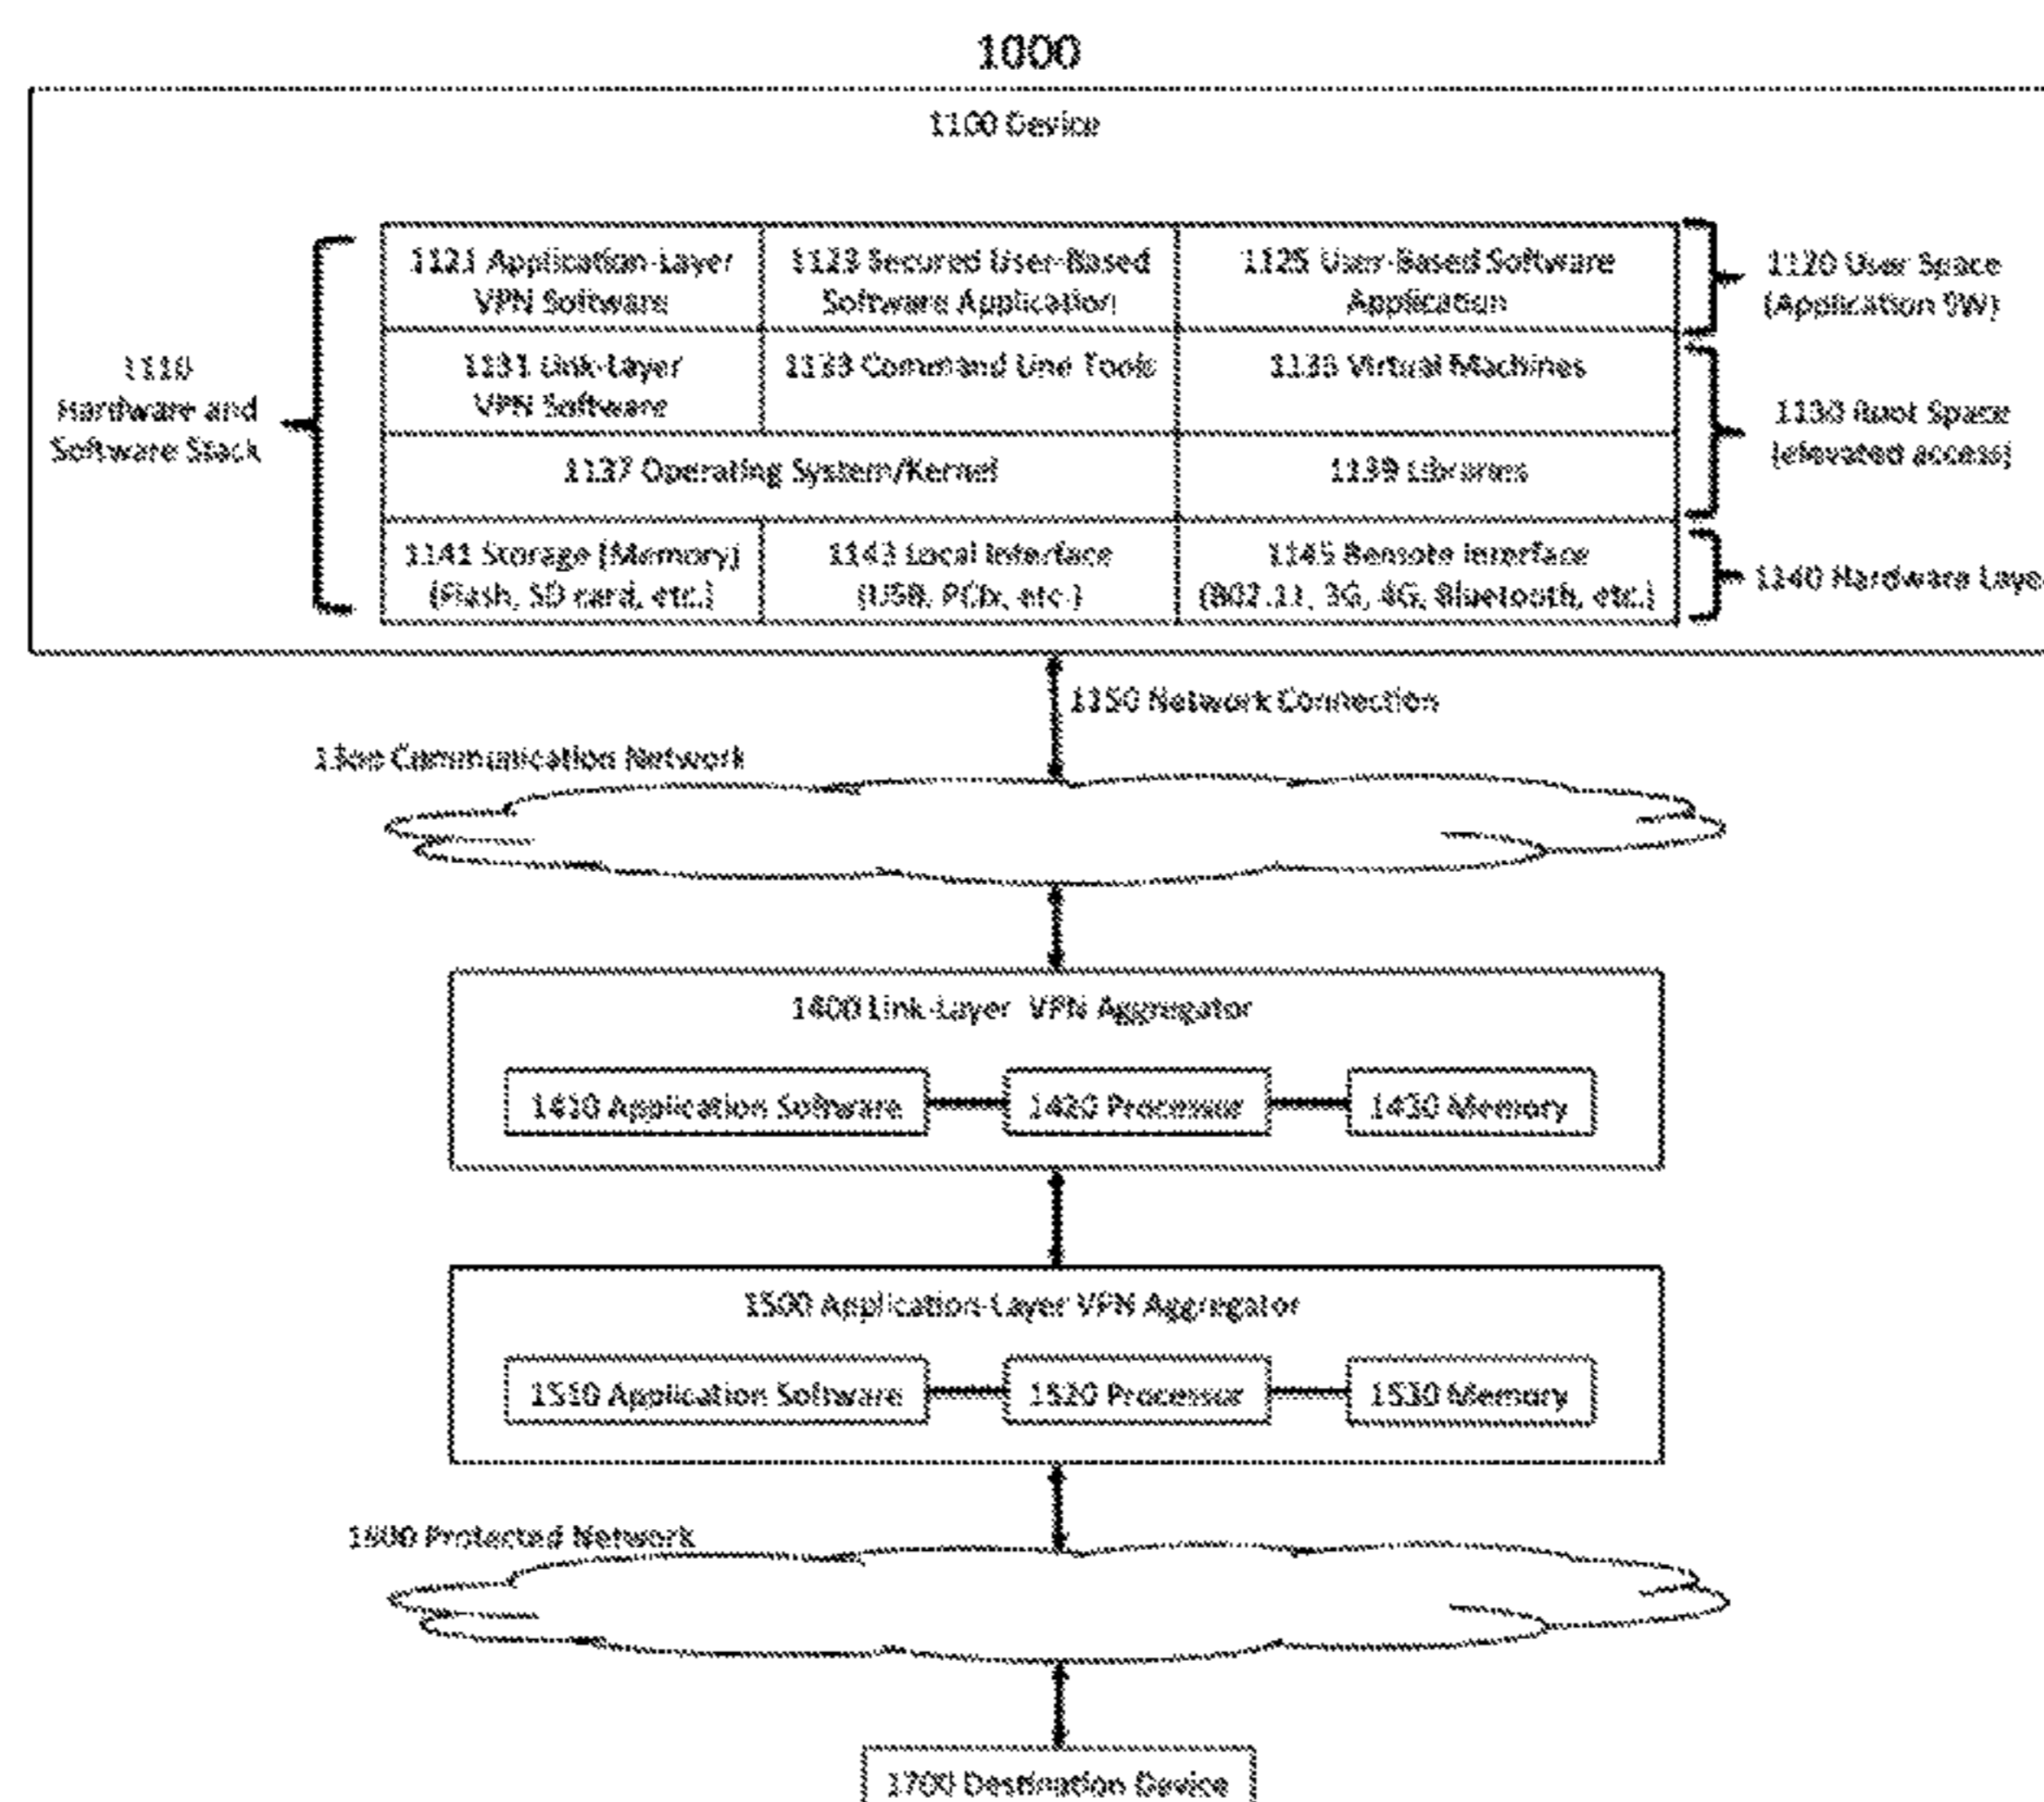 1000
1100 Device
1110
Hardware and
Software Stack
1121 Application-Layer
VPN Software
1123 Secured User-Based
Software Application
1125 User-Based Software
Application
1120 User Space
(Application SW)
1131 Link-Layer
VPN Software
1133 Command Line Tools
1135 Virtual Machines
1130 Root Space
(elevated access)
1137 Operating System/Kernel
1139 Libraries
1141 Storage [Memory]
(Flash, SD card, etc.)
1143 Local Interface
(USB, PCIx, etc.)
1145 Remote Interface
(802.11, 3G, 4G, Bluetooth, etc.)
1140 Hardware Laye
1150 Network Connection
Communication Network
1400 Link-Layer VPN Aggregator
1410 Application Software
1420 Processor
1430 Memory
1500 Application-Layer VPN Aggregator
1510 Application Software
1520 Processor
1530 Memory
1600 Protected Network
1700 Destination Device